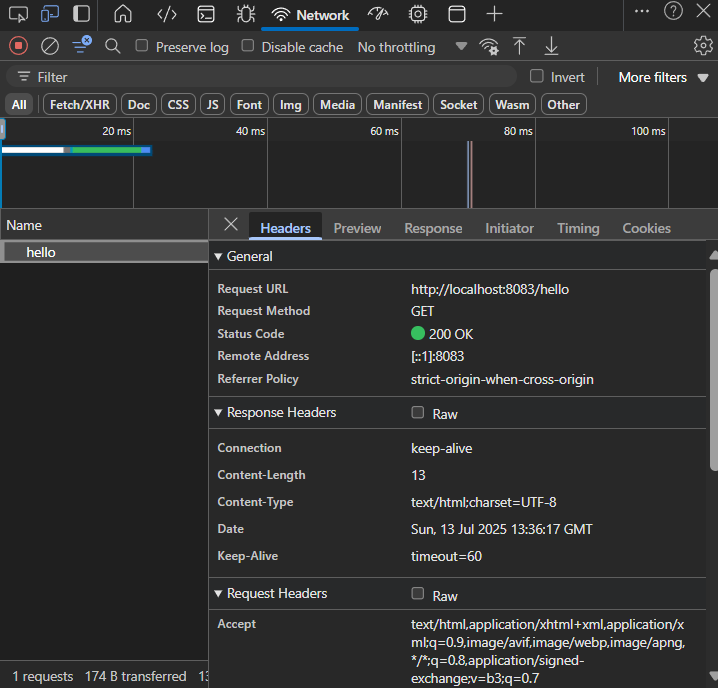 Network
Preserve log
Disable cache
No throttling
Filter
Invert
More filters
All
Fetch/XHR
Doc
CSS
JS
Font
Img
Media
Manifest
Socket
Wasm
Other
20 ms
40 ms
60 ms
80 ms
100 ms
Name
Headers
Preview
Response
Initiator
Timing
Cookies
hello
General
Request URL http://localhost:8083/hello
Request Method GET
Status Code 200 OK
Remote Address [::1]:8083
Referrer Policy strict-origin-when-cross-origin
Response Headers Raw
Connection keep-alive
Content-Length 13
Content-Type text/html;charset=UTF-8
Date Sun, 13 Jul 2025 13:36:17 GMT
Keep-Alive timeout=60
Request Headers Raw
Accept text/html,application/xhtml+xml,application/x
ml;q=0.9,image/avif,image/webp,image/apng,
*/*;q=0.8,application/signed-
exchange;v=b3;q=0.7
1 requests 174 B transferred